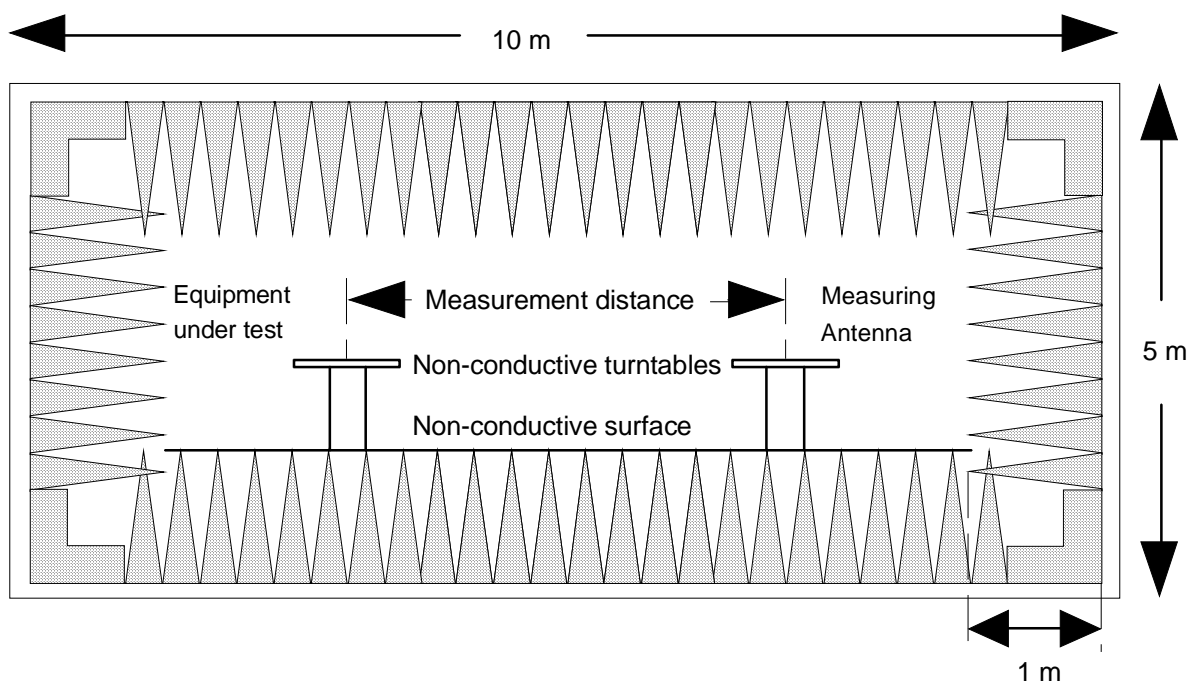 10 m
Equipment
under test
Measurement distance
Measuring
Antenna
5 m
Non-conductive turntables
Non-conductive surface
1 m